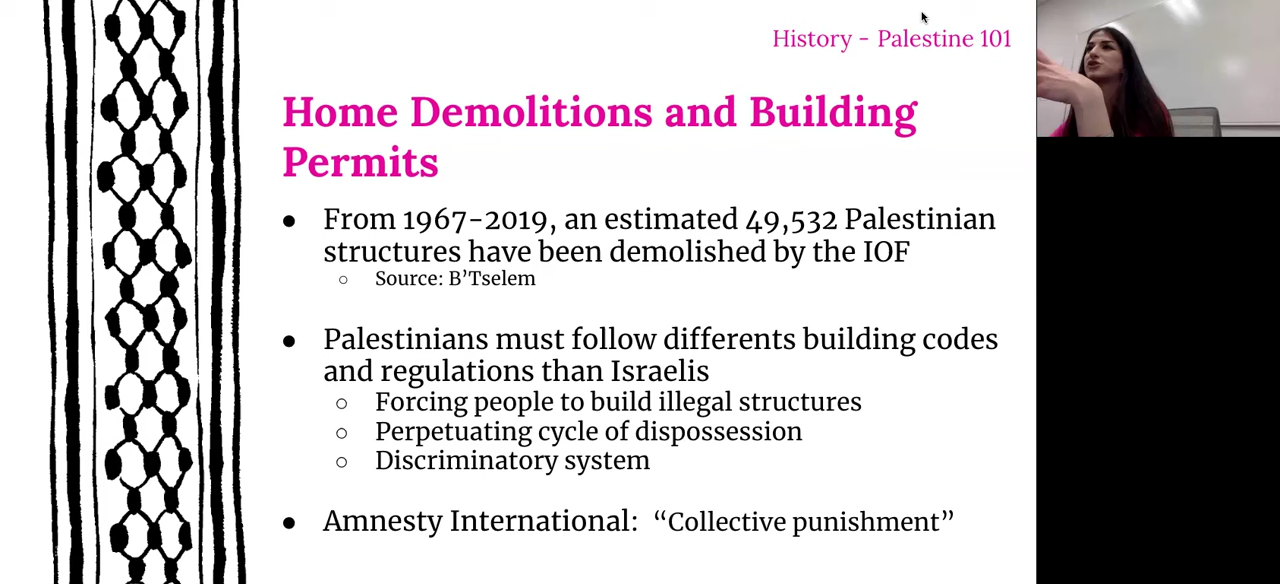 History - Palestine 101
Home Demolitions and Building
Permits
● From 1967-2019, an estimated 49,532 Palestinian
structures have been demolished by the IOF
○ Source: B’Tselem
● Palestinians must follow differents building codes
and regulations than Israelis
○ Forcing people to build illegal structures
○ Perpetuating cycle of dispossession
○ Discriminatory system
● Amnesty International: “Collective punishment”